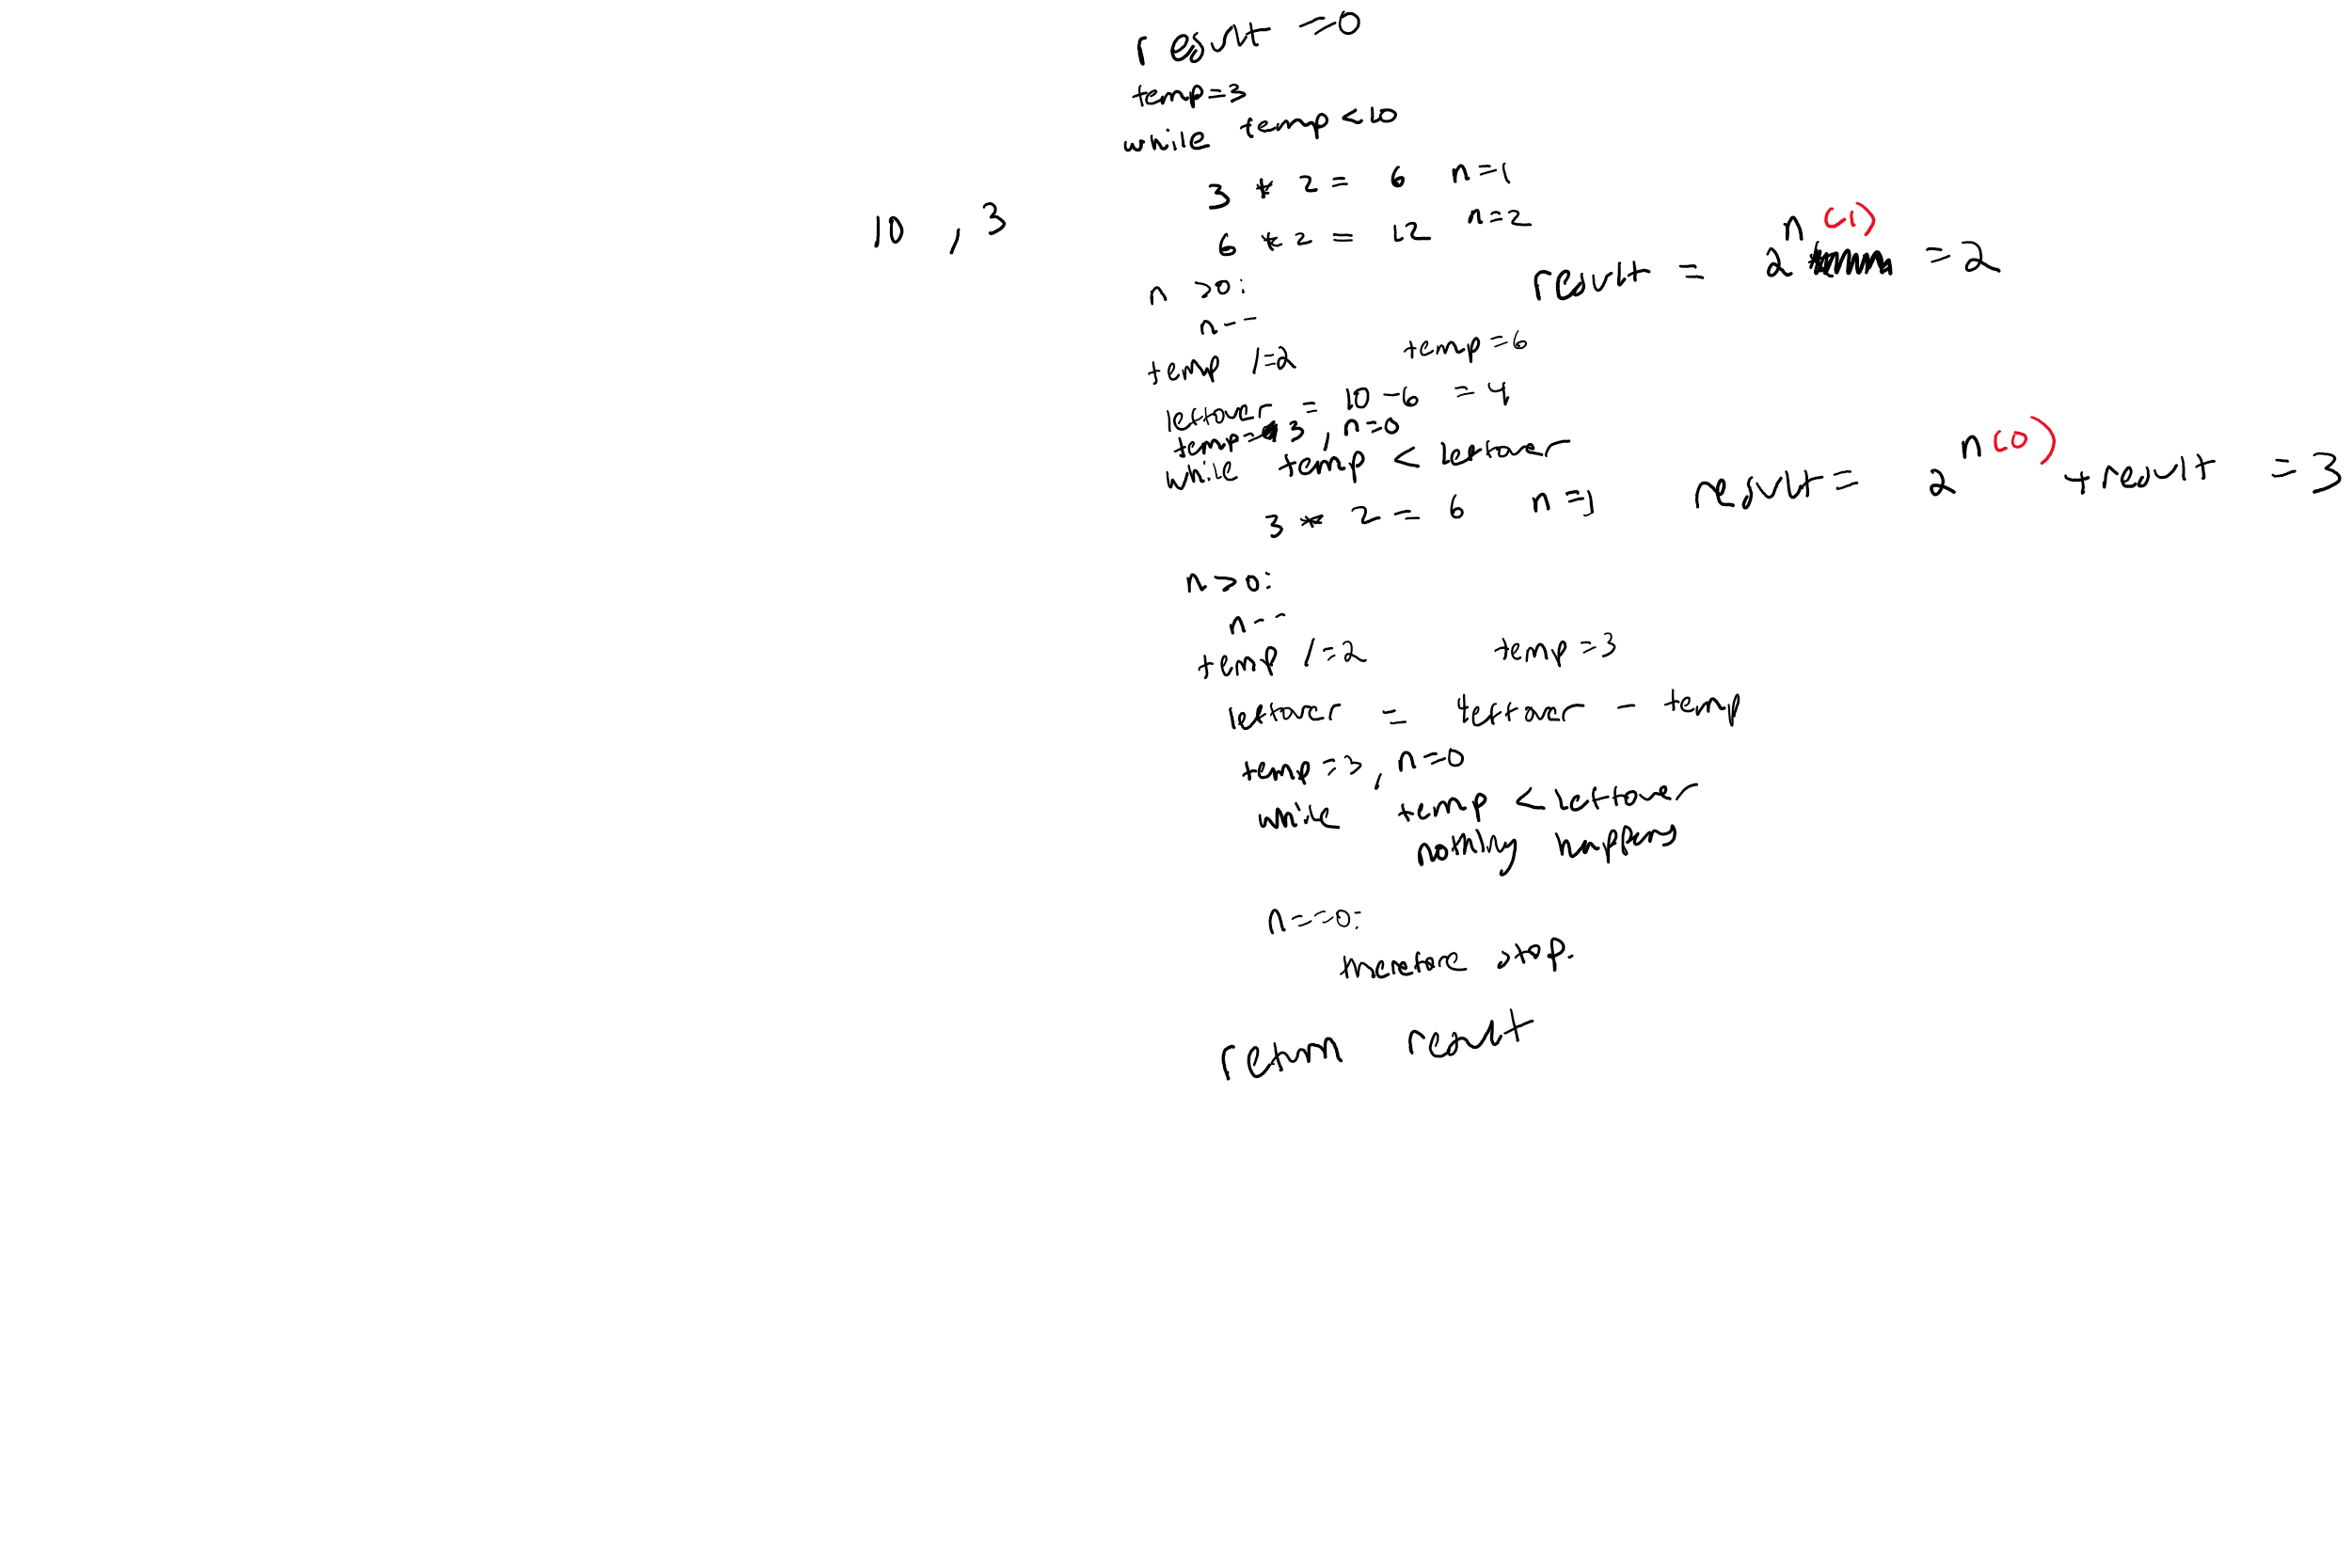 result =0
temp=3
while temp<10
3 * 2 = 6 n=1
10 , 3
6 * 2 = 12 n=2
n >0:
result = 2^n (1) = 2
n--
temp /=2 temp=6
leftover = 10 -6 = 4
temp= 3, n=0
while temp < leftover
3 * 2 = 6 n=1
result = 2^n (0) + result = 3
n>0:
n--
temp /=2 temp=3
leftover = leftover - temp
temp=3, n=0
while temp < leftover
nothing happens
n==0:
therefore stop.
return result